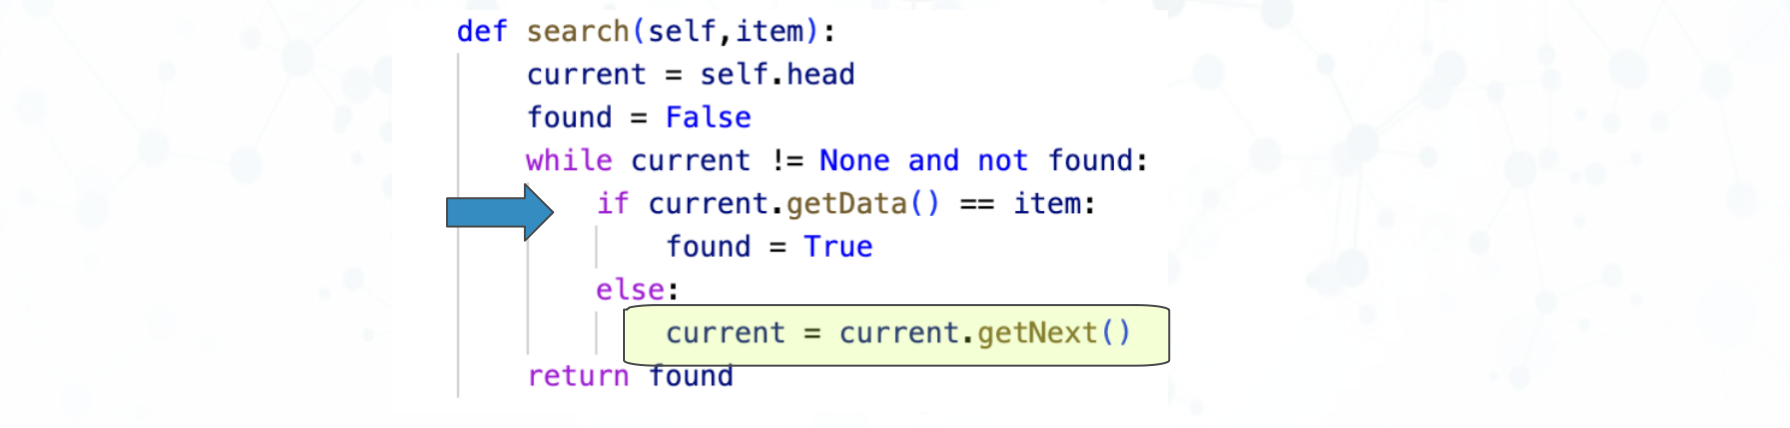 def search(self,item):
current = self.head
found = False
while current != None and not found:
if current.getData() == item:
found = True
else:
current = current.getNext()
return found